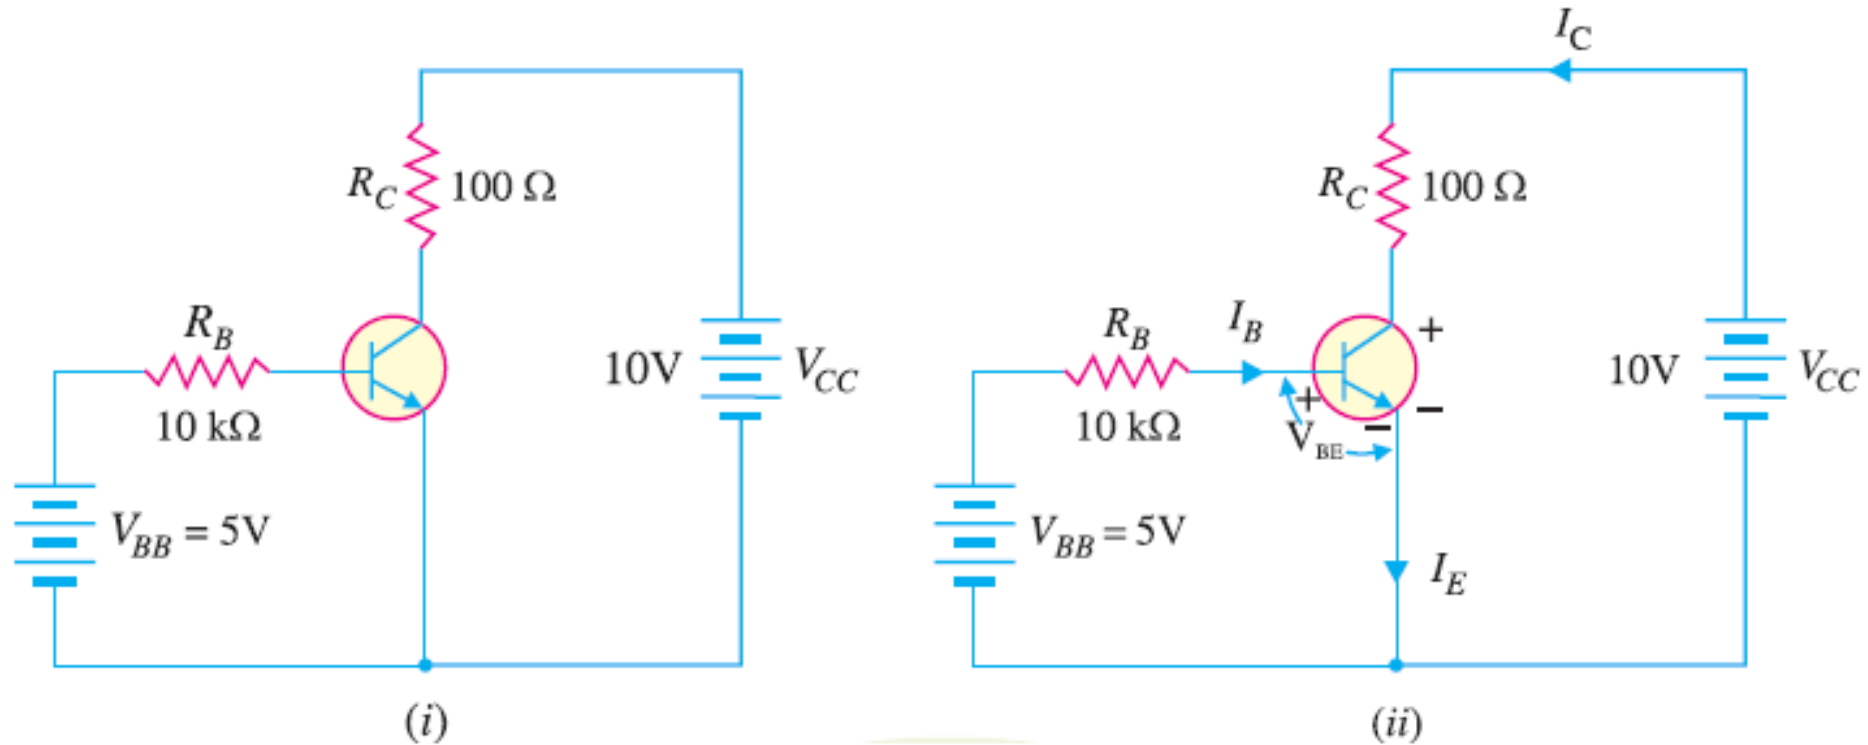 R_C 100 Ω
R_B
10 kΩ
10V V_CC
V_BB = 5V
(i)
I_C
R_C 100 Ω
R_B I_B
+
10 kΩ
+
−
−
V_BE
10V V_CC
V_BB = 5V
I_E
(ii)